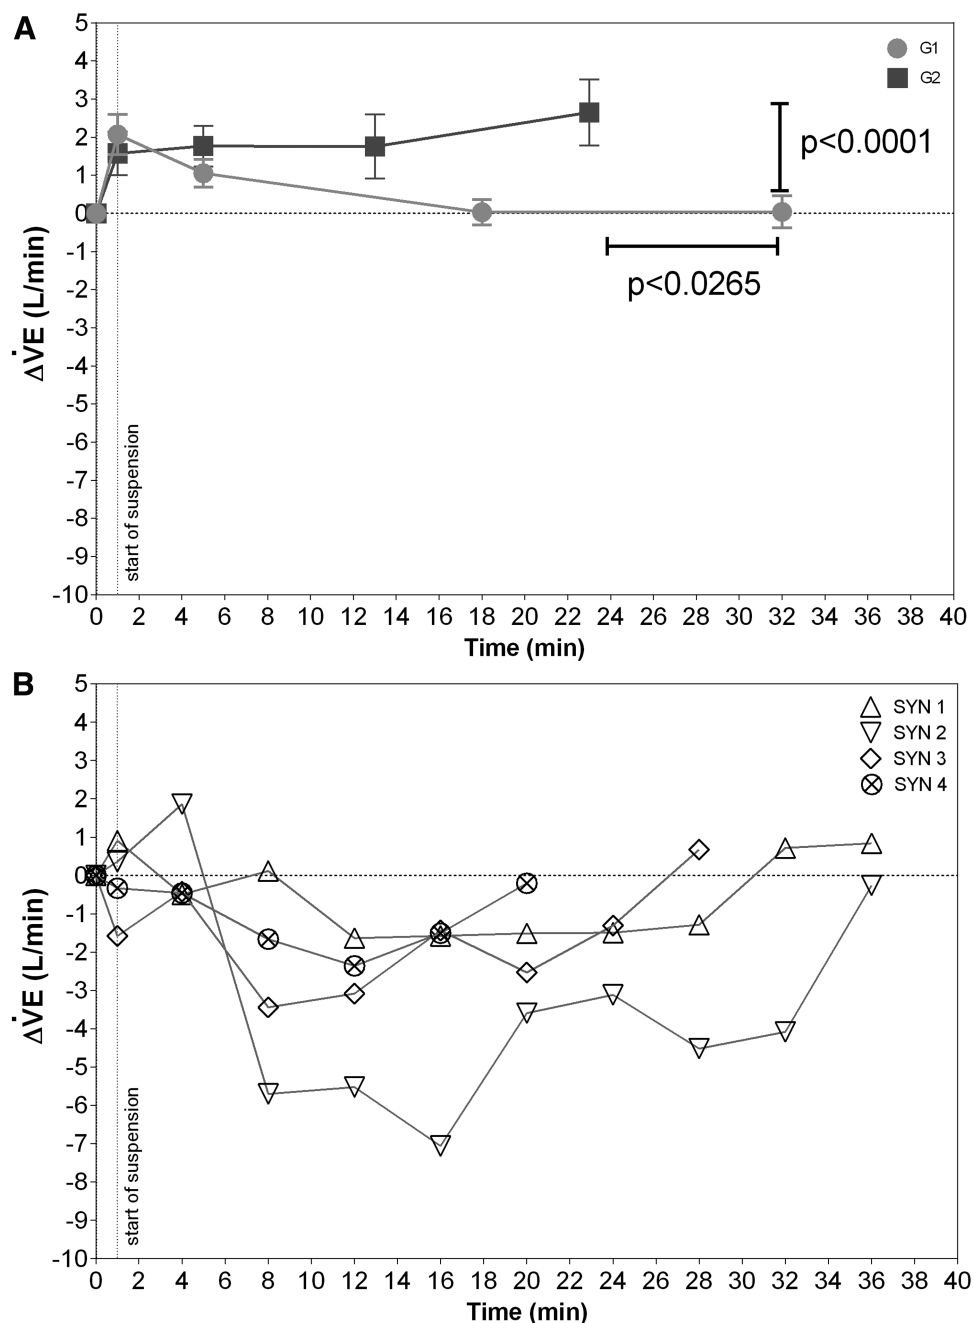 A
G1
G2
5
4
3
2
1
0
-1
-2
-3
-4
-5
-6
-7
-8
-9
-10
ΔV̇E (L/min)
p<0.0001
p<0.0265
start of suspension
0 2 4 6 8 10 12 14 16 18 20 22 24 26 28 30 32 34 36 38 40
Time (min)
B
SYN 1
SYN 2
SYN 3
SYN 4
5
4
3
2
1
0
-1
-2
-3
-4
-5
-6
-7
-8
-9
-10
ΔV̇E (L/min)
start of suspension
0 2 4 6 8 10 12 14 16 18 20 22 24 26 28 30 32 34 36 38 40
Time (min)